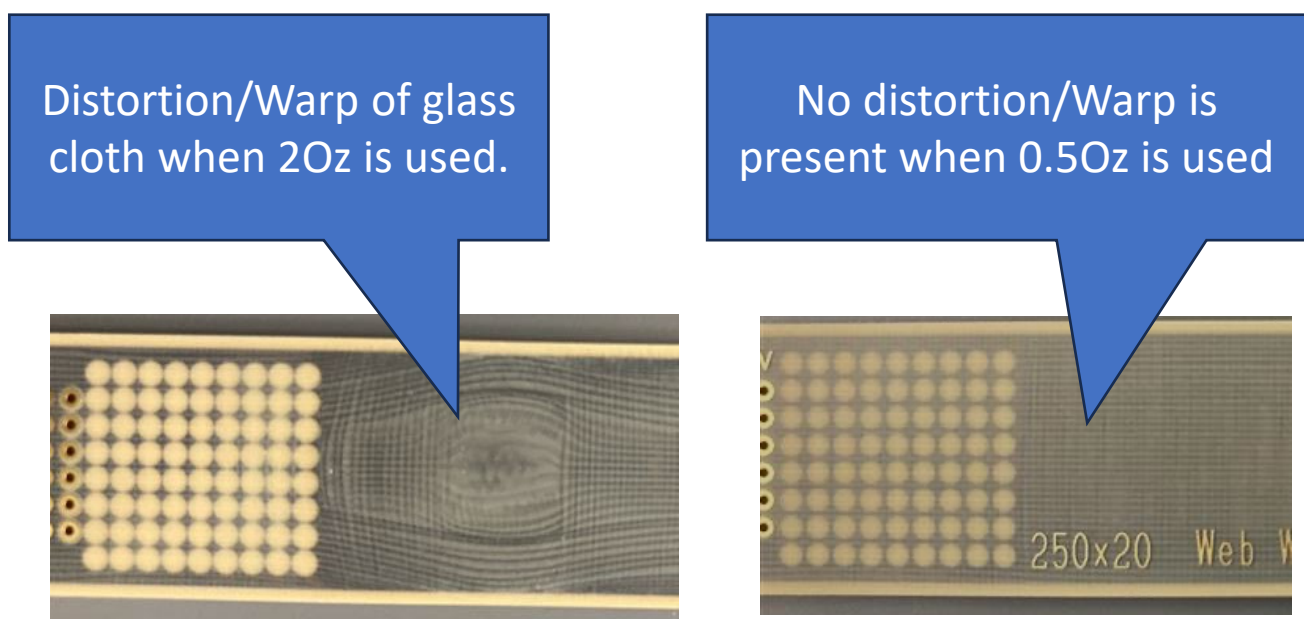 Distortion/Warp of glass
cloth when 2Oz is used.
No distortion/Warp is
present when 0.5Oz is used
250x20 Web